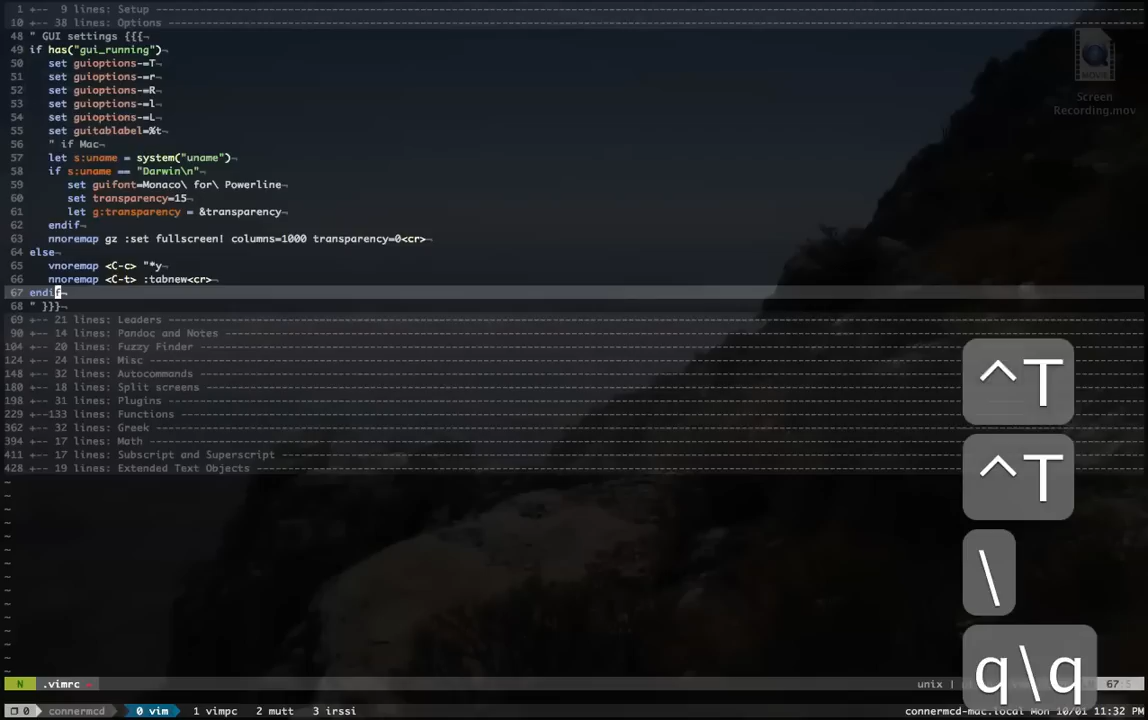 1 +-- 9 lines: Setup
10 +-- 38 lines: Options
48 " GUI settings {{{
49 if has("gui_running")¬
50 set guioptions-=T
51 set guioptions-=r
52 set guioptions-=R
53 set guioptions-=l
54 set guioptions-=L
55 set guitablabel=%t
56 " if Mac¬
57 let s:uname = system("uname")¬
58 if s:uname == "Darwin\n"¬
59 set guifont=Monaco\ for\ Powerline
60 set transparency=15
61 let g:transparency = &transparency
62 endif¬
63 nnoremap gz :set fullscreen! columns=1000 transparency=0<cr>¬
64 else¬
65 vnoremap <C-c> "*y
66 nnoremap <C-t> :tabnew<cr>¬
67 endif¬
68 " }}}¬
69 +-- 21 lines: Leaders
90 +-- 14 lines: Pandoc and Notes
104 +-- 20 lines: Fuzzy Finder
124 +-- 24 lines: Misc
148 +-- 32 lines: Autocommands
180 +-- 18 lines: Split screens
198 +-- 31 lines: Plugins
229 +--133 lines: Functions
362 +-- 32 lines: Greek
394 +-- 17 lines: Math
411 +-- 17 lines: Subscript and Superscript
428 +-- 19 lines: Extended Text Objects
Screen
Recording.mov
MOVIE
^T
^T
\
q\q
N .vimrc unix | 67:5
0 connermcd 0 vim 1 vimpc 2 mutt 3 irssi connermcd-mac.local Mon 10/01 11:32 PM